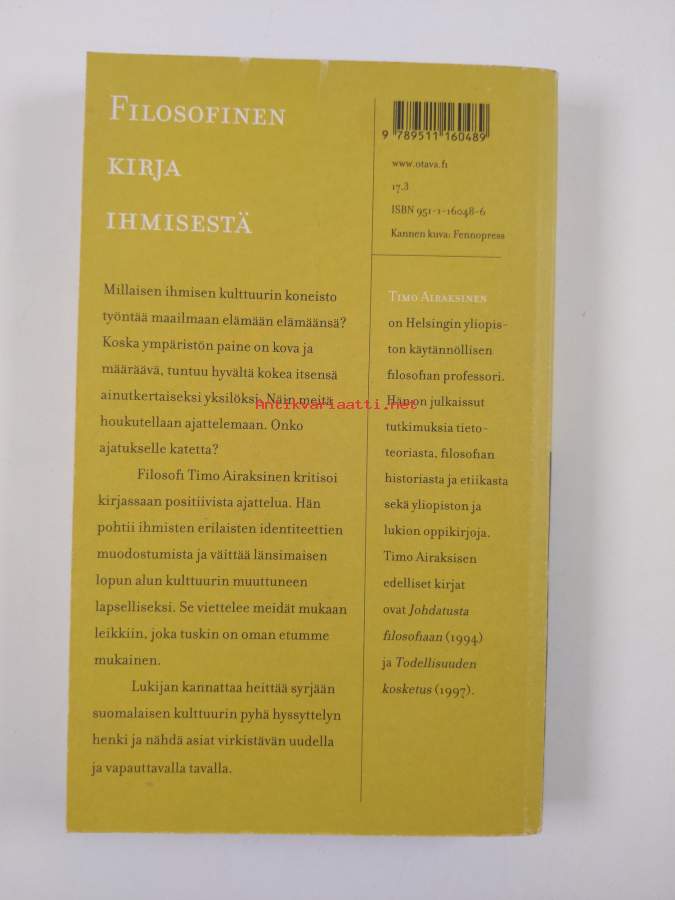 FILOSOFINEN
KIRJA
IHMISESTÄ
Millaisen ihmisen kulttuurin koneisto
työntää maailmaan elämään elämäänsä?
Koska ympäristön paine on kova ja
määräävä, tuntuu hyvältä kokea itsensä
ainutkertaiseksi yksilöksi. Näin meitä
houkutellaan ajattelemaan. Onko
ajatukselle katetta?
Filosofi Timo Airaksinen kritisoi
kirjassaan positiivista ajattelua. Hän
pohtii ihmisten erilaisten identiteettien
muodostumista ja väittää länsimaisen
lopun alun kulttuurin muuttuneen
lapselliseksi. Se viettelee meidät mukaan
leikkiin, joka tuskin on oman etumme
mukainen.
Lukijan kannattaa heittää syrjään
suomalaisen kulttuurin pyhä hyssyttelyn
henki ja nähdä asiat virkistävän uudella
ja vapauttavalla tavalla.
9 789511 160489
www.otava.fi
17.3
ISBN 951-1-16048-6
Kannen kuva: Fennopress
TIMO AIRAKSINEN
on Helsingin yliopis-
ton käytännöllisen
filosofian professori.
Hän on julkaissut
tutkimuksia tieto-
teoriasta, filosofian
historiasta ja etiikasta
sekä yliopiston ja
lukion oppikirjoja.
Timo Airaksisen
edelliset kirjat
ovat Johdatusta
filosofiaan (1994)
ja Todellisuuden
kosketus (1997).
Antikvariaatti.net